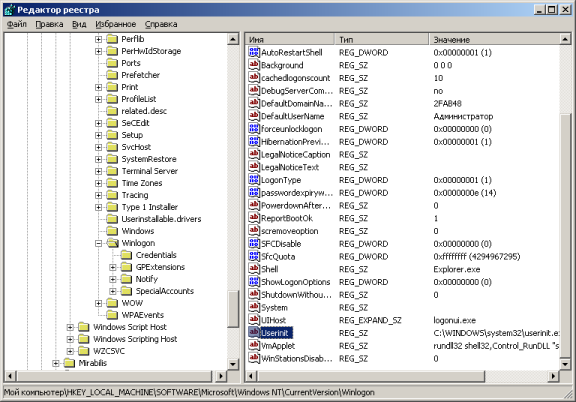 Редактор реестра
Файл Правка Вид Избранное Справка
Perflib
PerHwIdStorage
Ports
Prefetcher
Print
ProfileList
related.desc
SeCEdit
Setup
SvcHost
SystemRestore
Terminal Server
Time Zones
Tracing
Type 1 Installer
Userinstallable.drivers
Windows
Winlogon
Credentials
GPExtensions
Notify
SpecialAccounts
WOW
WPAEvents
Windows Script Host
Windows Scripting Host
WZCSVC
Mirabilis
Имя Тип Значение
AutoRestartShell REG_DWORD 0x00000001 (1)
Background REG_SZ 0 0 0
cachedlogonscount REG_SZ 10
DebugServerCom... REG_SZ no
DefaultDomainNa... REG_SZ 2FAB48
DefaultUserName REG_SZ Администратор
forceunlocklogon REG_DWORD 0x00000000 (0)
HibernationPrevi... REG_DWORD 0x00000001 (1)
LegalNoticeCaption REG_SZ
LegalNoticeText REG_SZ
LogonType REG_DWORD 0x00000001 (1)
passwordexpiryw... REG_DWORD 0x0000000e (14)
PowerdownAfter... REG_SZ 0
ReportBootOk REG_SZ 1
scremoveoption REG_SZ 0
SFCDisable REG_DWORD 0x00000000 (0)
SfcQuota REG_DWORD 0xffffffff (4294967295)
Shell REG_SZ Explorer.exe
ShowLogonOptions REG_DWORD 0x00000000 (0)
ShutdownWithou... REG_SZ 0
System REG_SZ
UIHost REG_EXPAND_SZ logonui.exe
Userinit REG_SZ C:\WINDOWS\system32\userinit.e
VmApplet REG_SZ rundll32 shell32,Control_RunDLL "s
WinStationsDisab... REG_SZ 0
Мой компьютер\HKEY_LOCAL_MACHINE\SOFTWARE\Microsoft\Windows NT\CurrentVersion\Winlogon